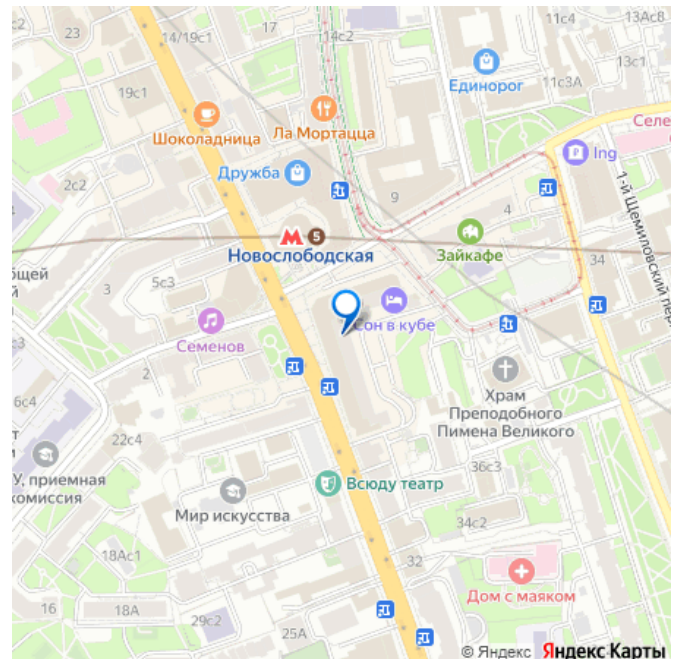 11с4
13Ас8
23
17
14/19с1
14с2
19с1
Единорог
11с3А
Шоколадница
Ла Мортацца
Селе
Ing
Дружба
2с2
9
4
1-й Щемиловский пер
5
Новослободская
Зайкафе
34
общей
й
3
5с3
Сон в кубе
Семенов
2
Храм
Преподобного
Пимена Великого
6с4
22с4
т
и
У, приемная
комиссия
36с3
Всюду театр
Мир искусства
34с2
18Ас1
32
Дом с маяком
16
18А
29с2
25А
© Яндекс Яндекс Карты